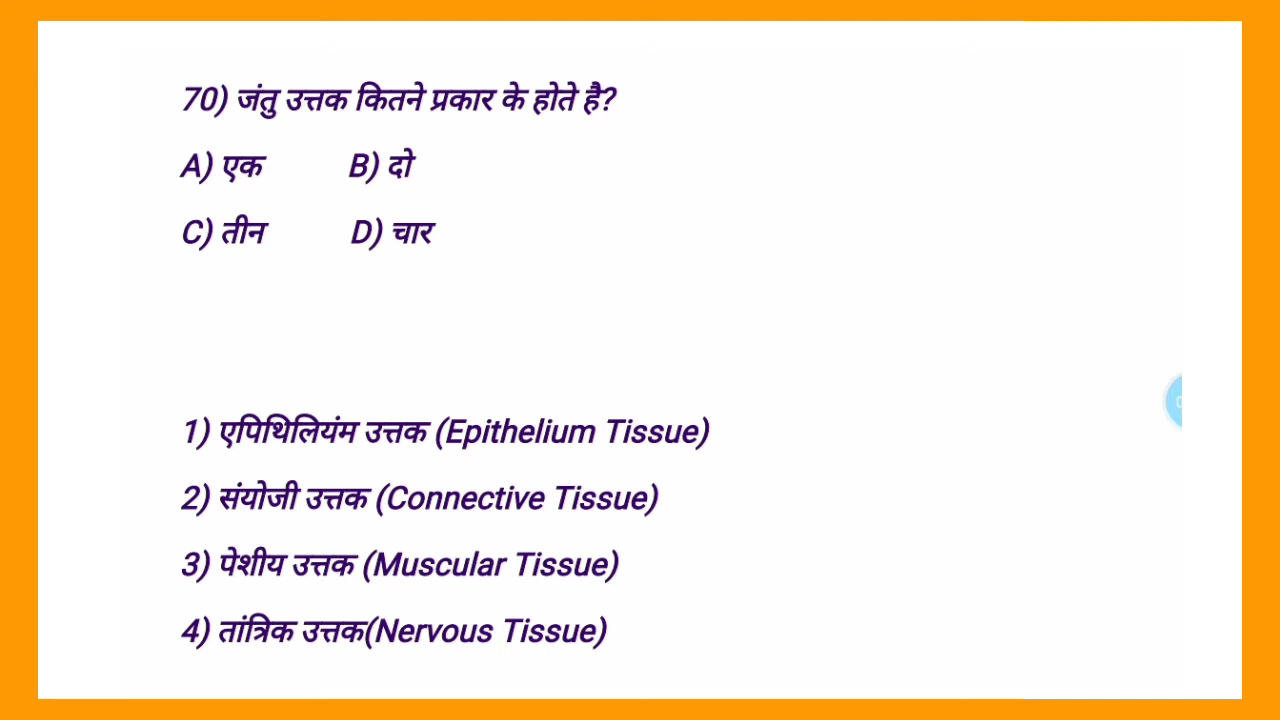 70) जंतु उत्तक कितने प्रकार के होते है?
A) एक B) दो
C) तीन D) चार
1) एपिथिलियंम उत्तक (Epithelium Tissue)
2) संयोजी उत्तक (Connective Tissue)
3) पेशीय उत्तक (Muscular Tissue)
4) तांत्रिक उत्तक(Nervous Tissue)